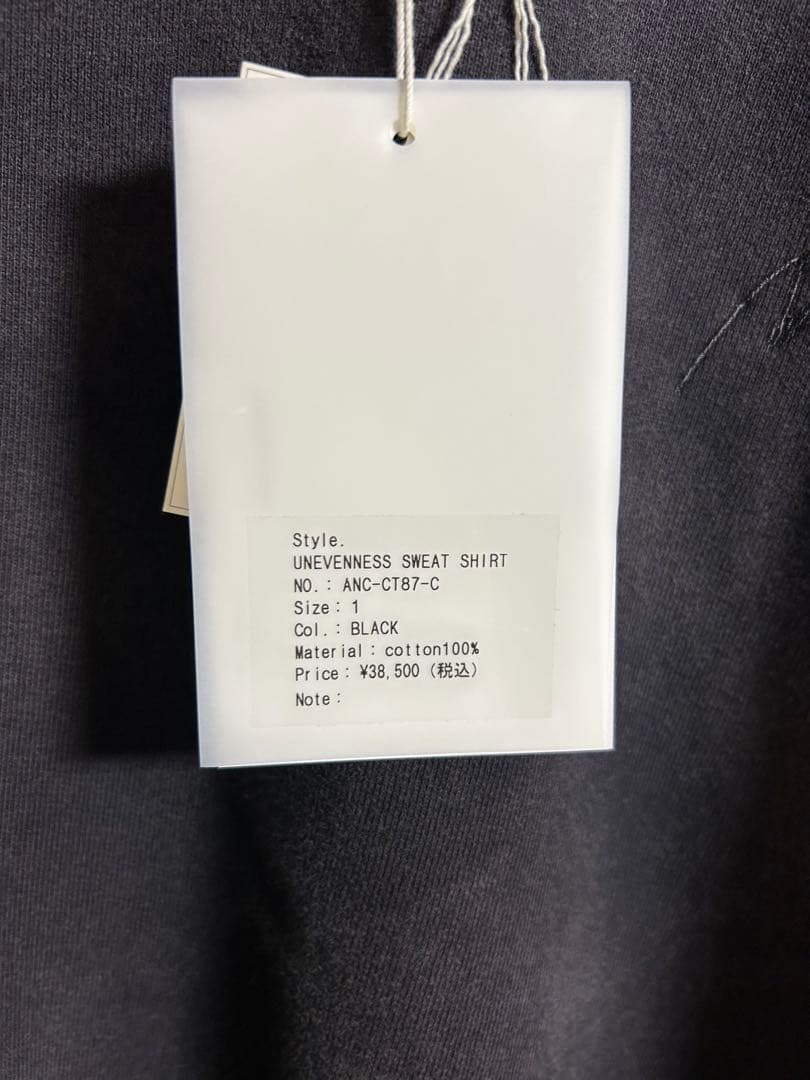 Style.
UNEVENNESS SWEAT SHIRT
NO.: ANC-CT87-C
Size: 1
Col.: BLACK
Material: cotton100%
Price: ¥38,500 (税込)
Note: